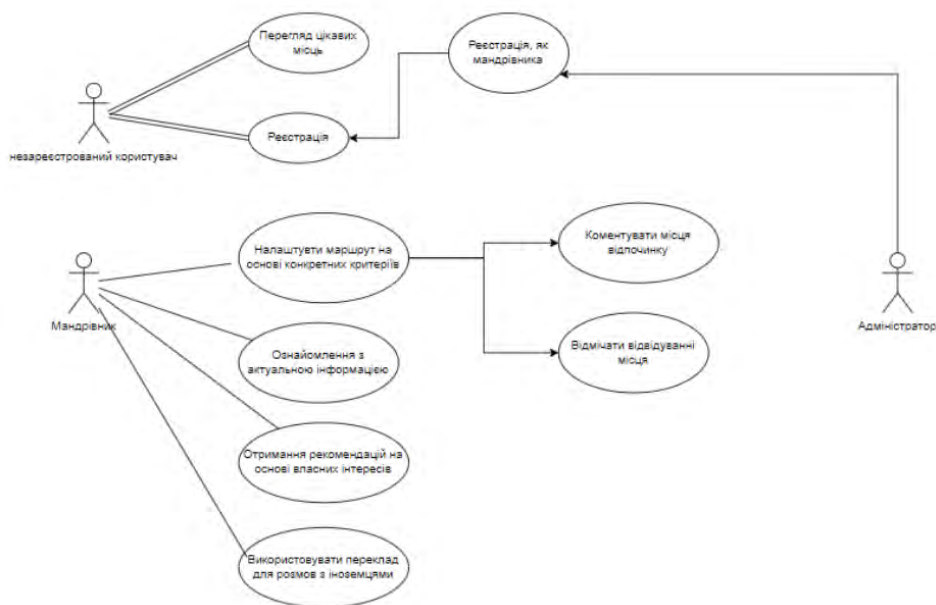 Перегляд цікавих
місць
Реєстрація, як
мандрівника
Реєстрація
незареєстрований користувач
Налаштувти маршрут на
основі конкретних критеріїв
Коментувати місця
відпочинку
Мандрівник
Адміністратор
Ознайомлення з
актуальною інформацією
Відмічати відвідуванні
місця
Отримання рекомендацій на
основі власних інтересів
Використовувати переклад
для розмов з іноземцями